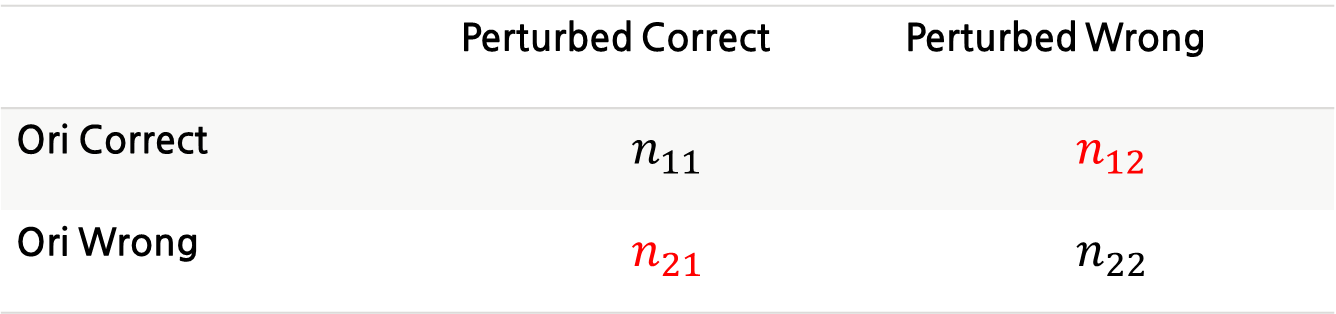 Perturbed Correct Perturbed Wrong
Ori Correct n₁₁ n₁₂
Ori Wrong n₂₁ n₂₂